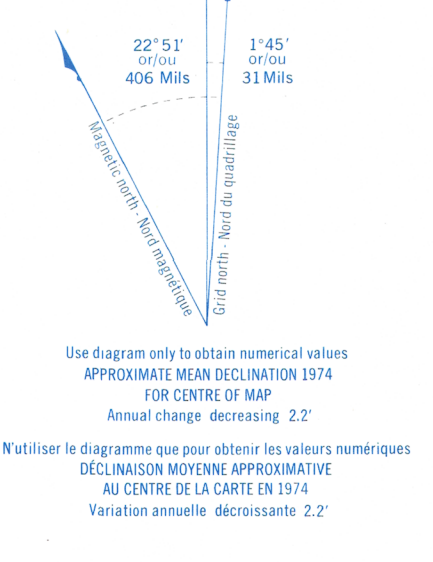 22°51′
or/ou
406 Mils
1°45′
or/ou
31 Mils
Magnetic north - Nord magnétique
Grid north - Nord du quadrillage
Use diagram only to obtain numerical values
APPROXIMATE MEAN DECLINATION 1974
FOR CENTRE OF MAP
Annual change decreasing 2.2′
N'utiliser le diagramme que pour obtenir les valeurs numériques
DÉCLINAISON MOYENNE APPROXIMATIVE
AU CENTRE DE LA CARTE EN 1974
Variation annuelle décroissante 2.2′